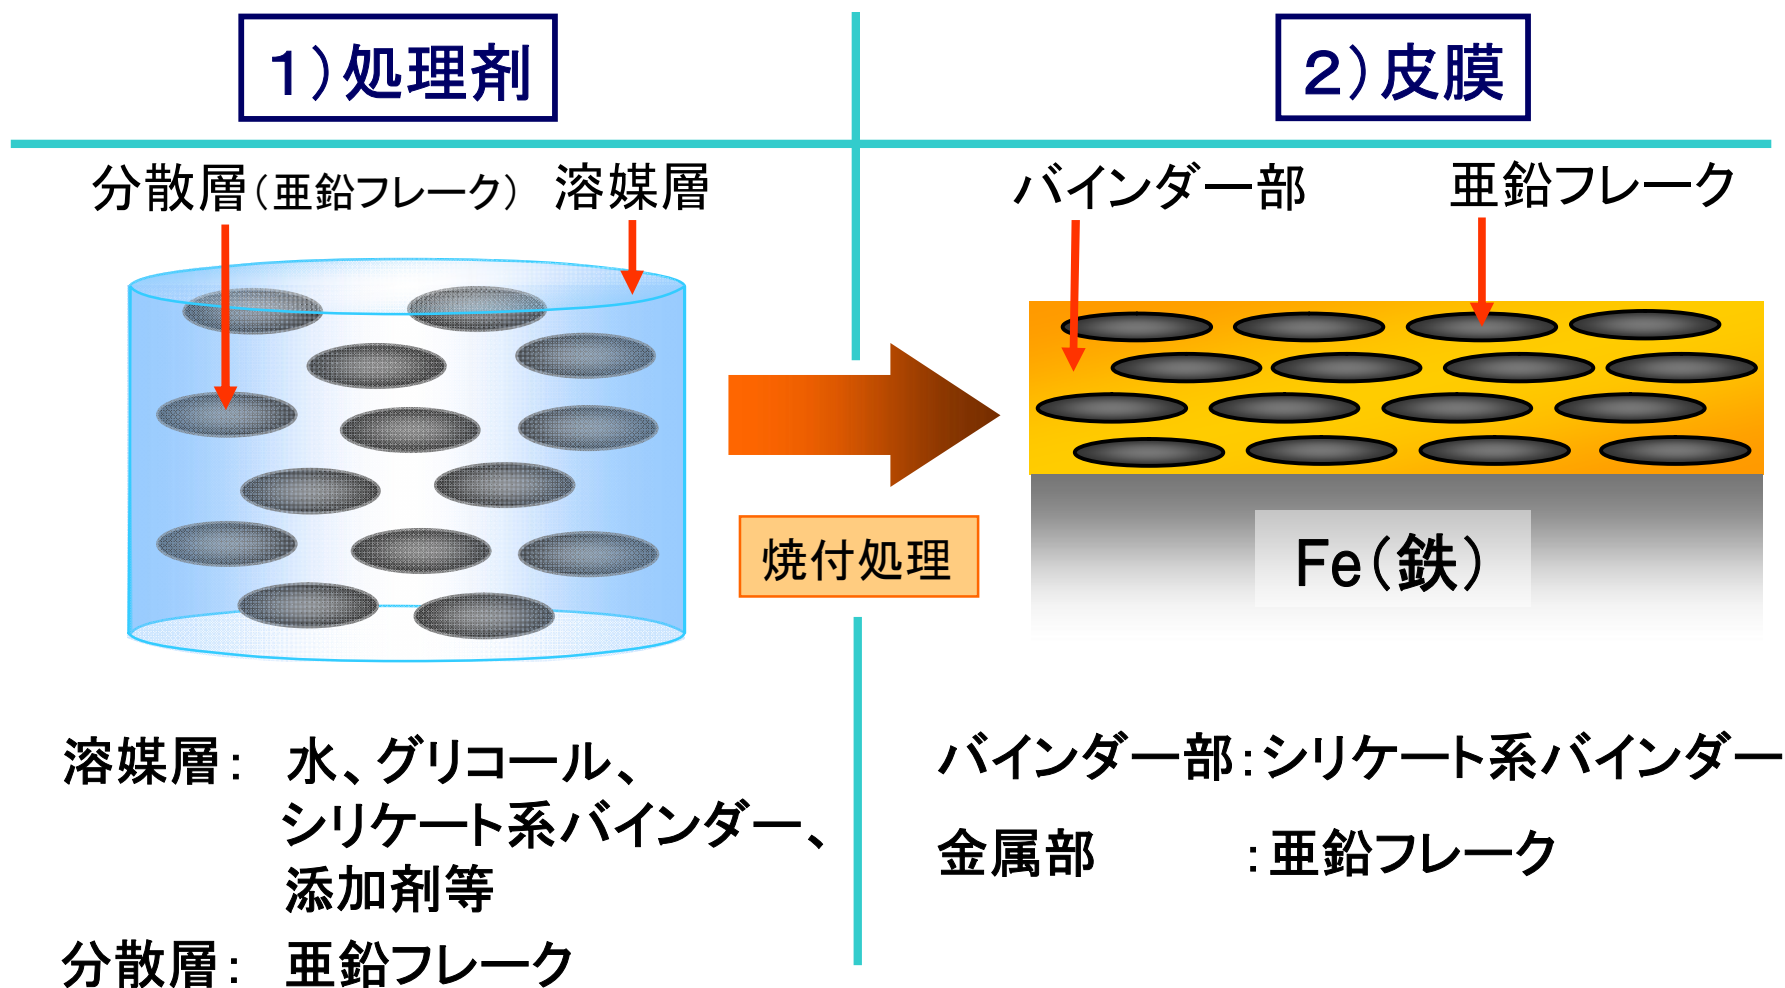 １）処理剤
２）皮膜
分散層（亜鉛フレーク） 溶媒層
バインダー部 亜鉛フレーク
焼付処理
Fe（鉄）
溶媒層： 水、グリコール、
シリケート系バインダー、
添加剤等
分散層： 亜鉛フレーク
バインダー部：シリケート系バインダー
金属部 ：亜鉛フレーク